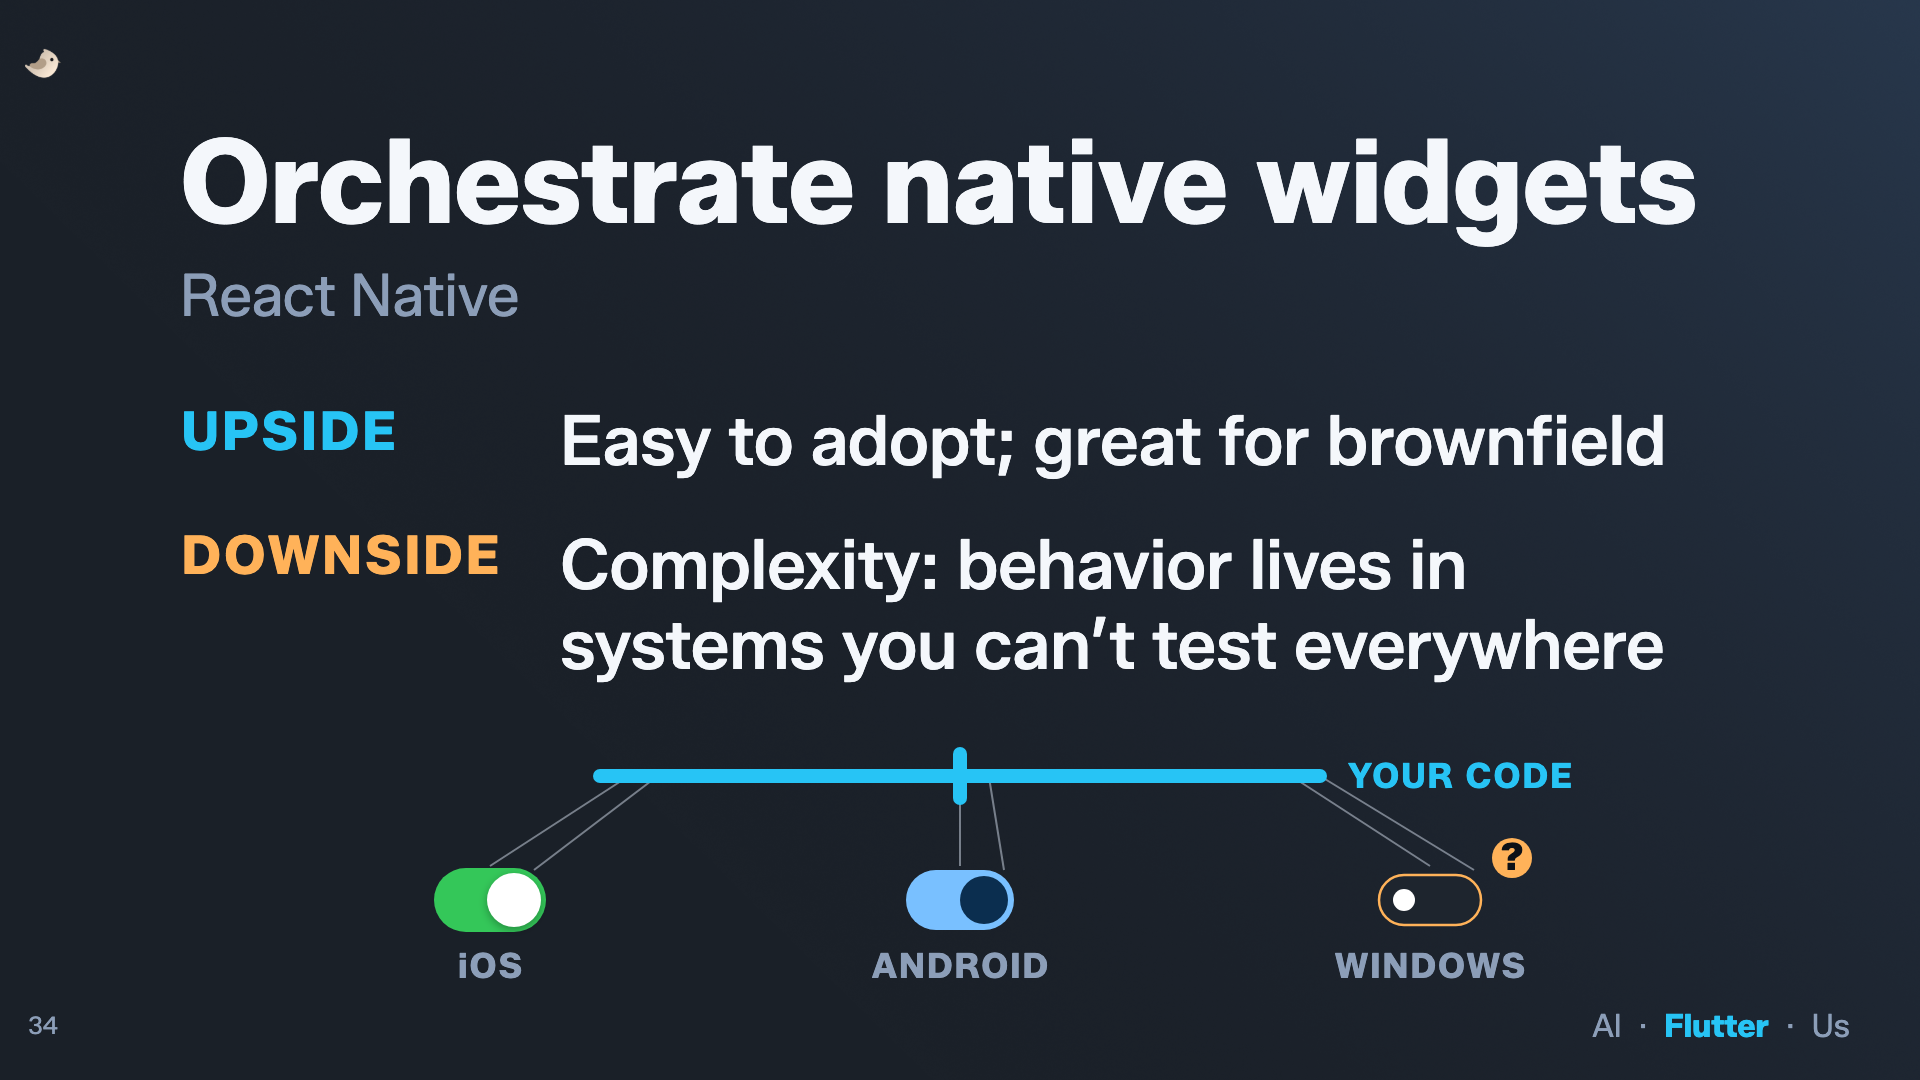 Orchestrate native widgets
React Native
UPSIDE
Easy to adopt; great for brownfield
DOWNSIDE
Complexity: behavior lives in
systems you can’t test everywhere
YOUR CODE
?
iOS
ANDROID
WINDOWS
34
AI · Flutter · Us